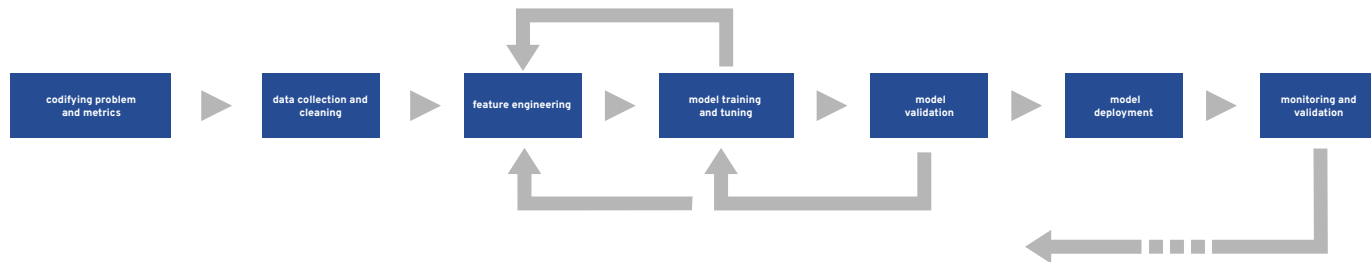 codifying problem
and metrics
data collection and
cleaning
feature engineering
model training
and tuning
model
validation
model
deployment
monitoring and
validation